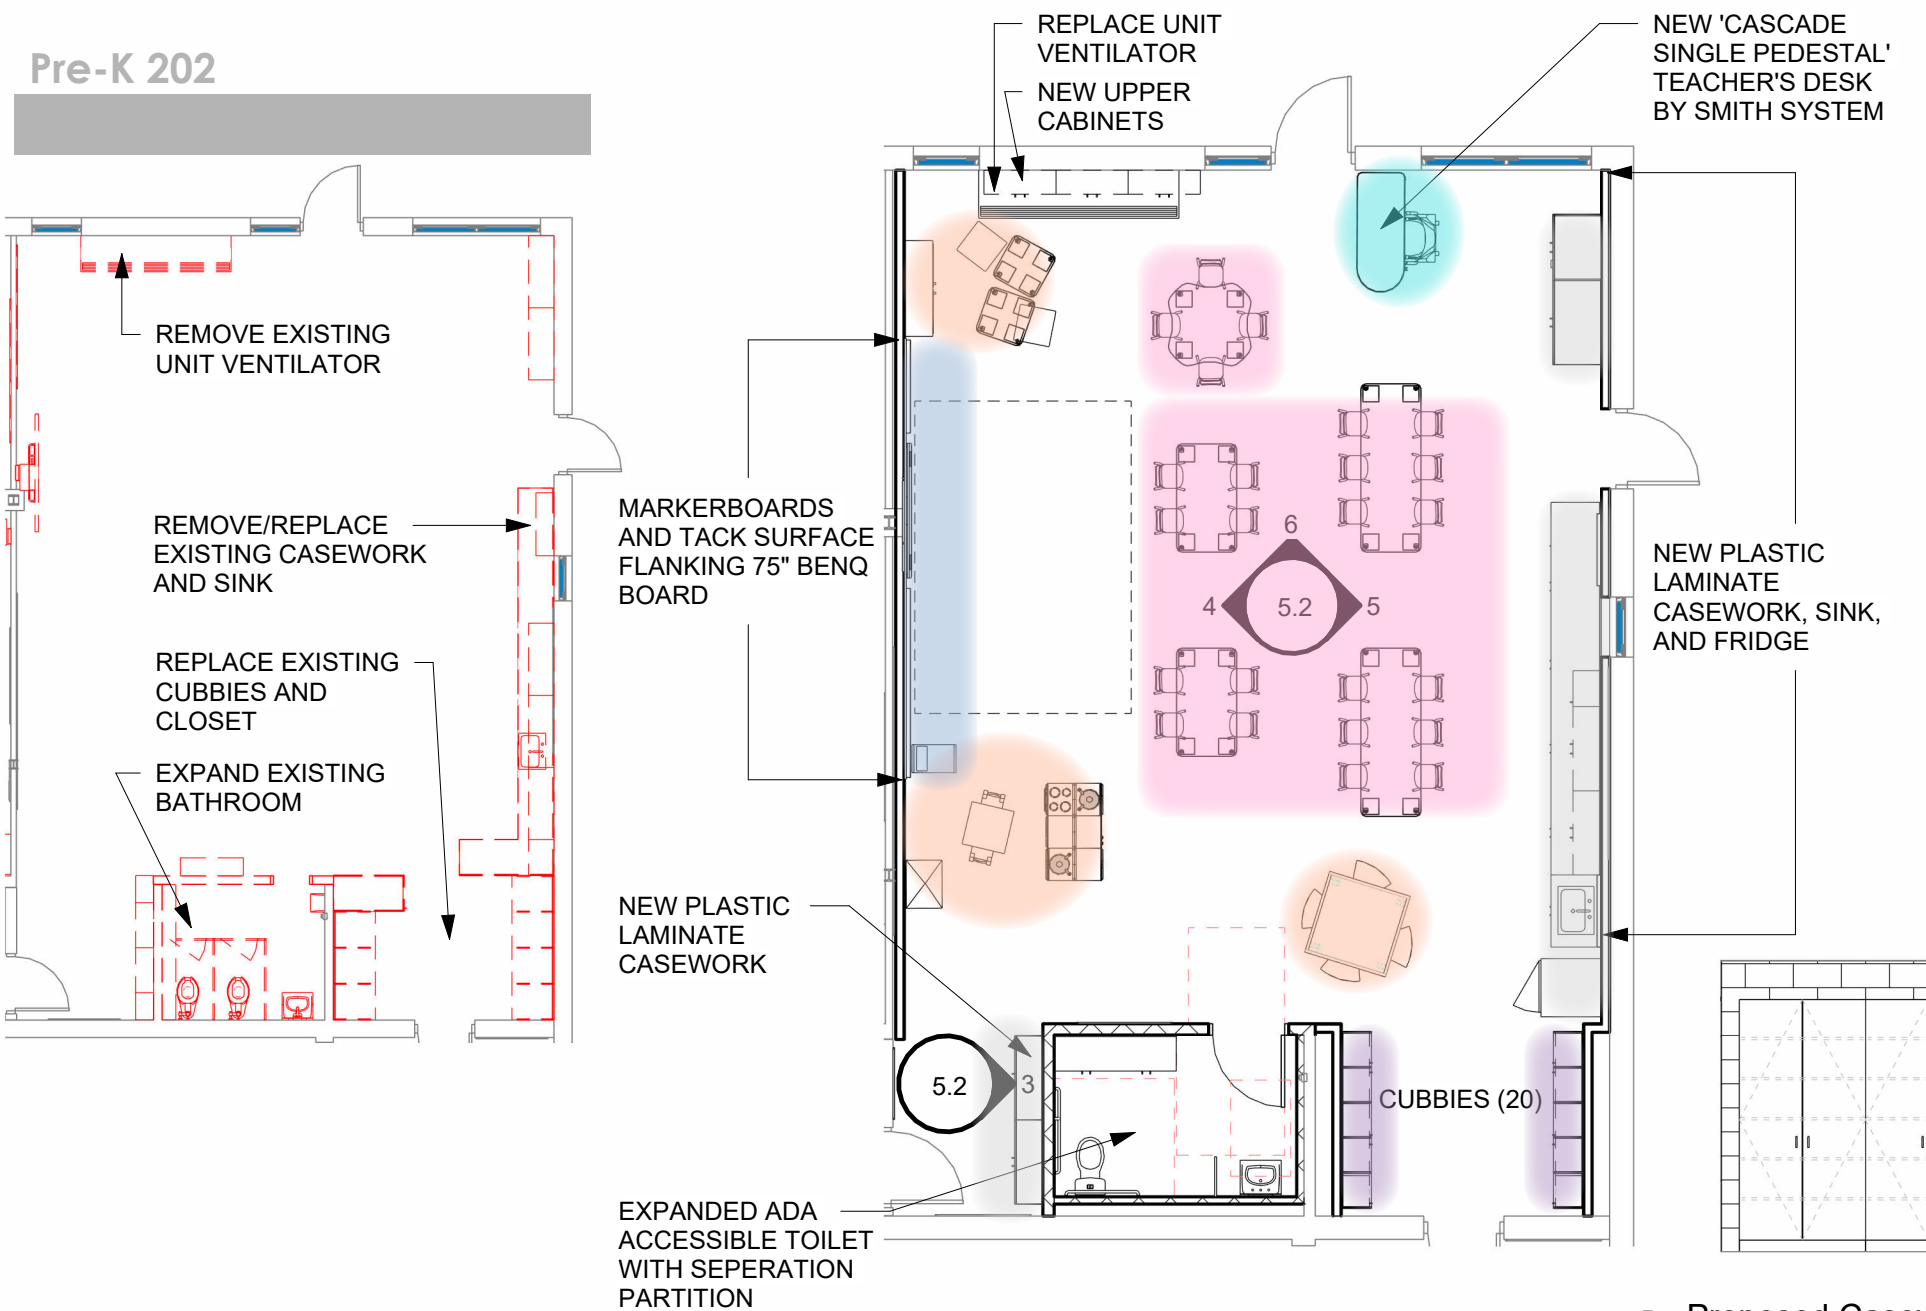 Pre-K 202
REMOVE EXISTING
UNIT VENTILATOR
REMOVE/REPLACE
EXISTING CASEWORK
AND SINK
REPLACE EXISTING
CUBBIES AND
CLOSET
EXPAND EXISTING
BATHROOM
REPLACE UNIT
VENTILATOR
NEW UPPER
CABINETS
NEW 'CASCADE
SINGLE PEDESTAL'
TEACHER'S DESK
BY SMITH SYSTEM
MARKERBOARDS
AND TACK SURFACE
FLANKING 75" BENQ
BOARD
6
4
5.2
5
NEW PLASTIC
LAMINATE
CASEWORK, SINK,
AND FRIDGE
NEW PLASTIC
LAMINATE
CASEWORK
5.2
3
CUBBIES (20)
EXPANDED ADA
ACCESSIBLE TOILET
WITH SEPERATION
PARTITION